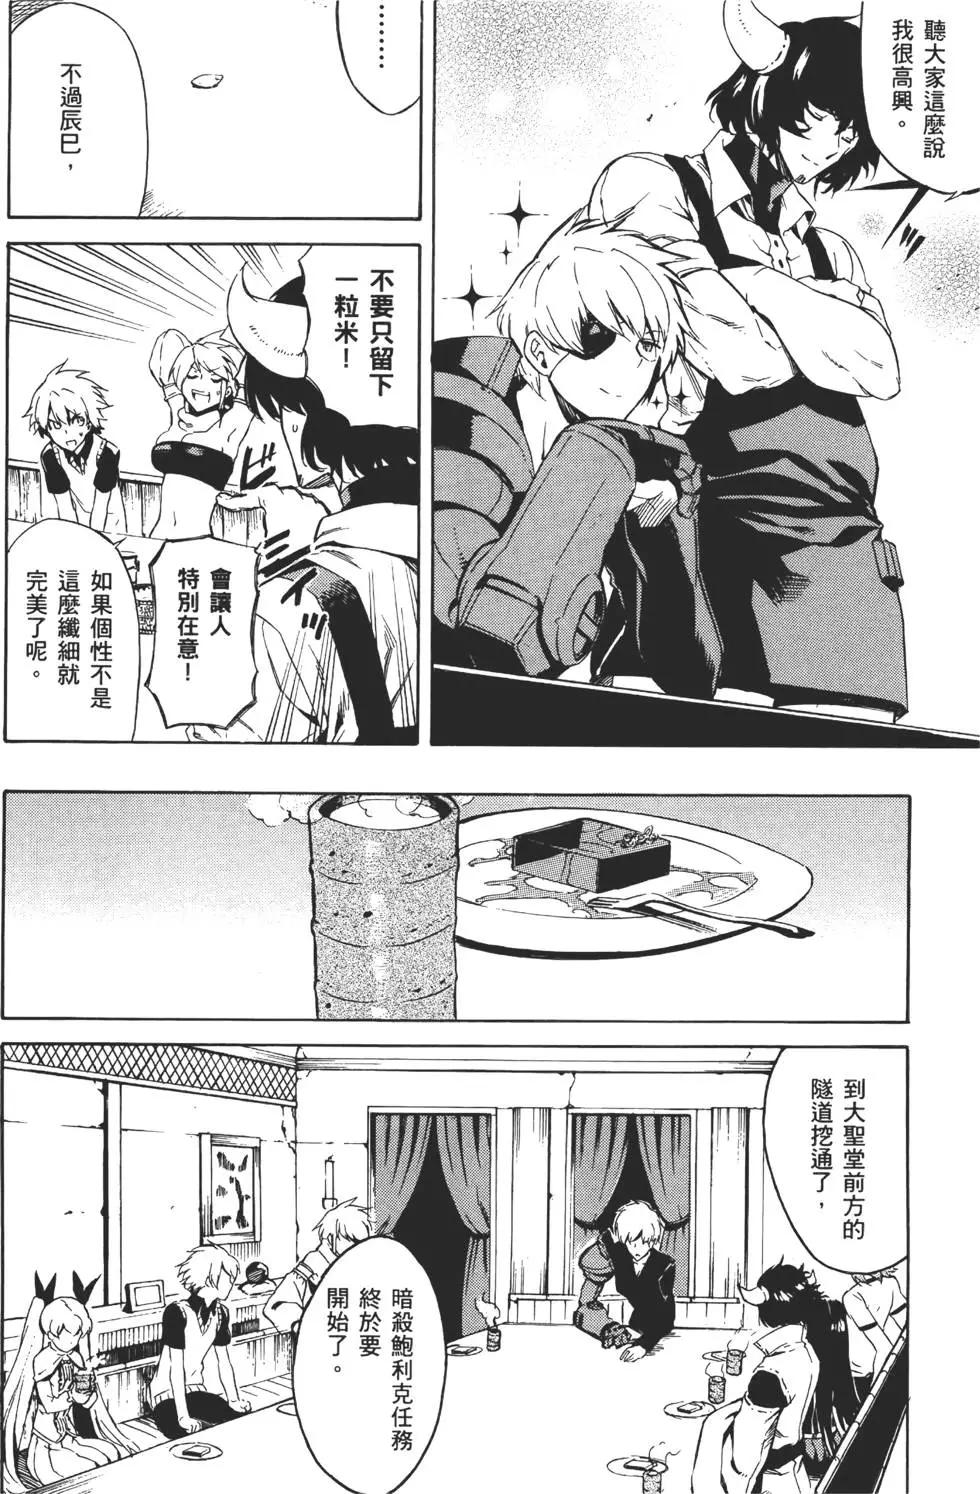 聽大家這麼說
我很高興。
………
不過辰巳，
不要只留下
一粒米！
會讓人
特別在意！
如果個性不是
這麼纖細就
完美了呢。
到大聖堂前方的
隧道挖通了，
暗殺鮑利克任務
終於要
開始了。